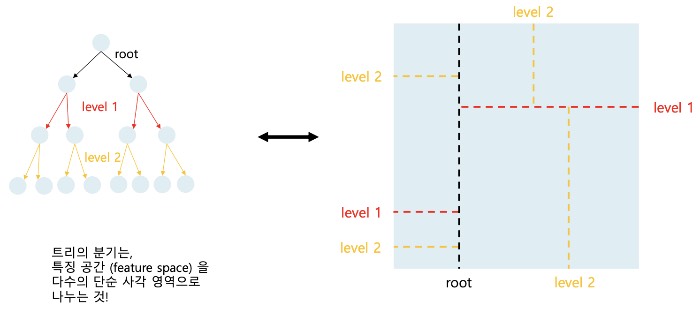 root
level 1
level 2
트리의 분기는,
특징 공간 (feature space) 을
다수의 단순 사각 영역으로
나누는 것!
level 2
level 2
level 1
level 1
level 2
root
level 2